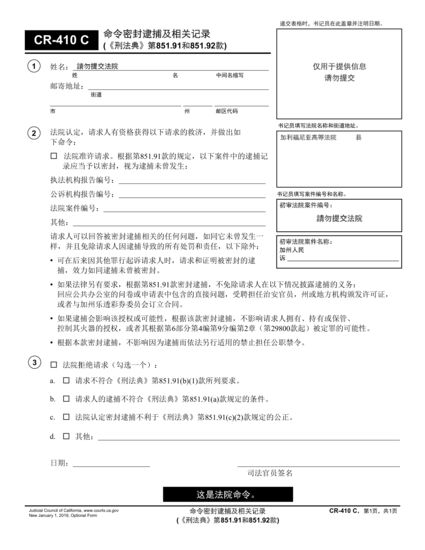 递交表格时，书记员在此盖章并注明日期。
CR-410 C
命令密封逮捕及相关记录
(《刑法典》第851.91和851.92款)
仅用于提供信息
请勿提交
1
姓名： 請勿提交法院
姓 名 中间名缩写
邮寄地址：
街道
市 州 邮区代码
书记员填写法院名称和街道地址。
加利福尼亚高等法院 县
2
法院认定，请求人有资格获得以下请求的救济，并做出如
下命令：
☐ 法院准许请求。根据第851.91款的规定，以下案件中的逮捕记
录应当予以封密，视为逮捕未曾发生：
执法机构报告编号：
公诉机构报告编号：
法院案件编号：
其他：
书记员填写案件编号和名称。
初审法院案件编号：
請勿提交法院
初审法院案件名称：
加州人民
诉
请求人可以回答被密封逮捕相关的任何问题，如同它未曾发生一
样，并且免除请求人因逮捕导致的所有处罚和责任，以下除外：
• 可在后来因其他罪行起诉请求人时，请求和证明被密封的逮
捕，效力如同逮捕未曾被密封。
• 如果法律另有要求，根据第851.91款密封逮捕，不免除请求人在以下情况披露逮捕的义务：
回应公共办公室的问卷或申请表中包含的直接问题，受聘担任治安官员，州或地方机构颁发许可证，
或者与加州乐透彩券委员会订立合同。
• 如果逮捕会影响该授权或可能性，根据该款密封逮捕，不影响请求人拥有、持有或保管、
控制其火器的授权，或者其根据第6部分第4编第9分编第2章（第29800款起）被定罪的可能性。
• 根据本款密封逮捕，不影响因为逮捕而依法另行适用的禁止担任公职禁令。
3
☐ 法院拒绝请求（勾选一个）：
a. ☐ 请求不符合《刑法典》第851.91(b)(1)款所列要求。
b. ☐ 请求人的逮捕不符合《刑法典》第851.91(a)款规定的条件。
c. ☐ 法院认定密封逮捕不利于《刑法典》第851.91(c)(2)款规定的公正。
d. ☐ 其他：
日期：
司法官员签名
这是法院命令。
Judicial Council of California, www.courts.ca.gov
New January 1, 2019, Optional Form
命令密封逮捕及相关记录
(《刑法典》第851.91和851.92款)
CR-410 C，第1页，共1页